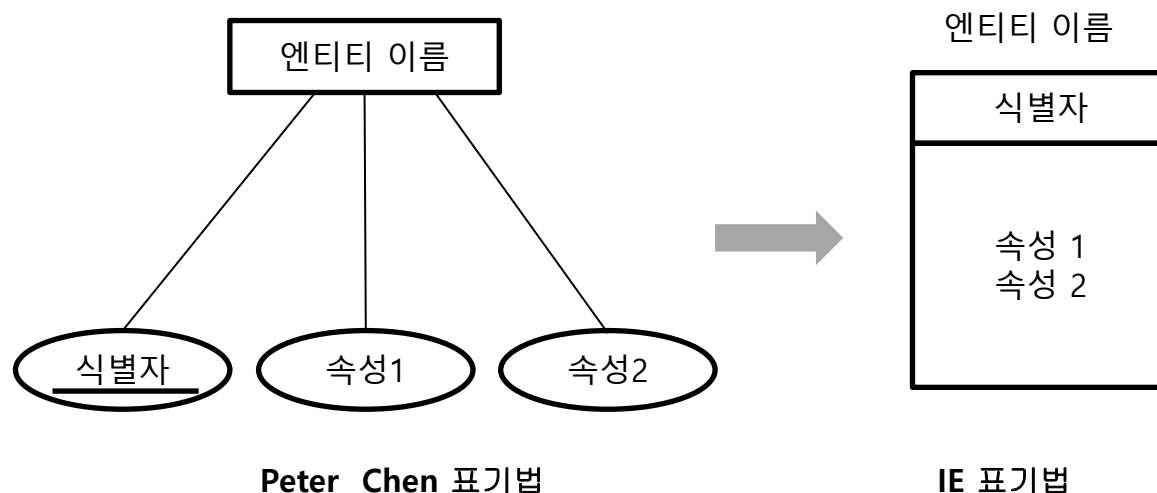 엔티티 이름
식별자
속성1
속성2
Peter Chen 표기법
엔티티 이름
식별자
속성 1
속성 2
IE 표기법